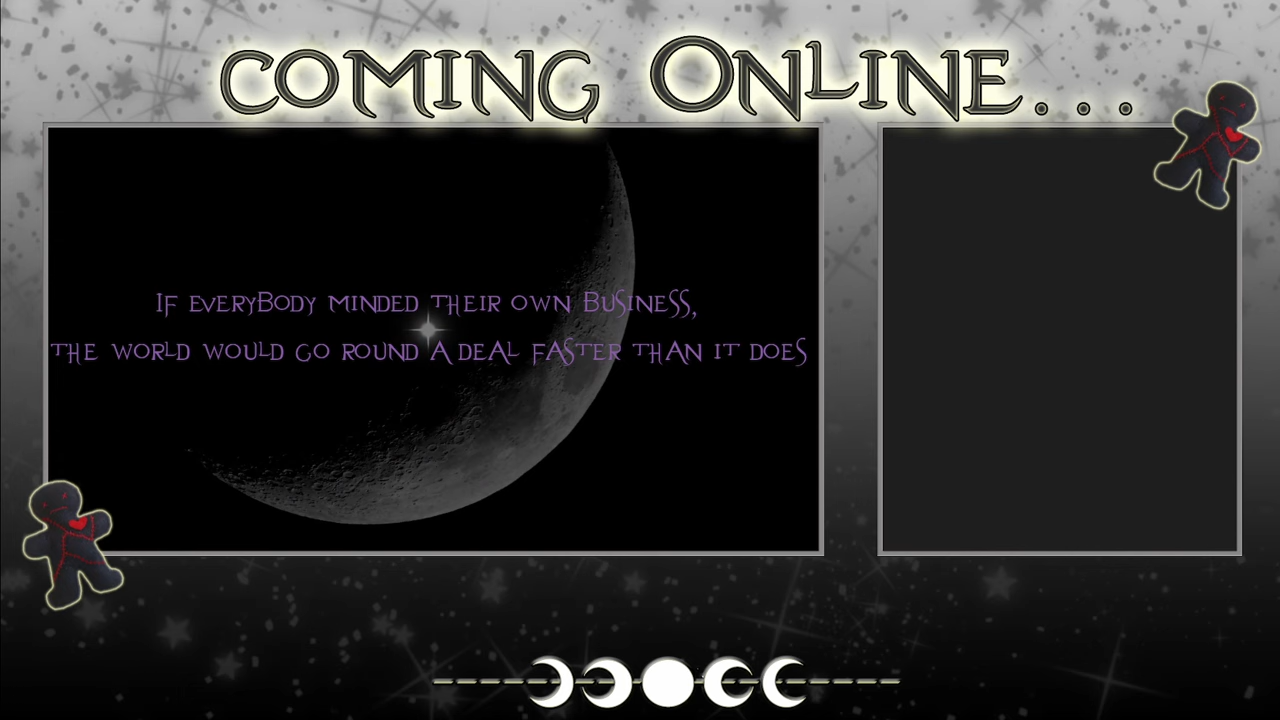 COMING ONLINE...
IF EVERYBODY MINDED THEIR OWN BUSINESS,
THE WORLD WOULD GO ROUND A DEAL FASTER THAN IT DOES